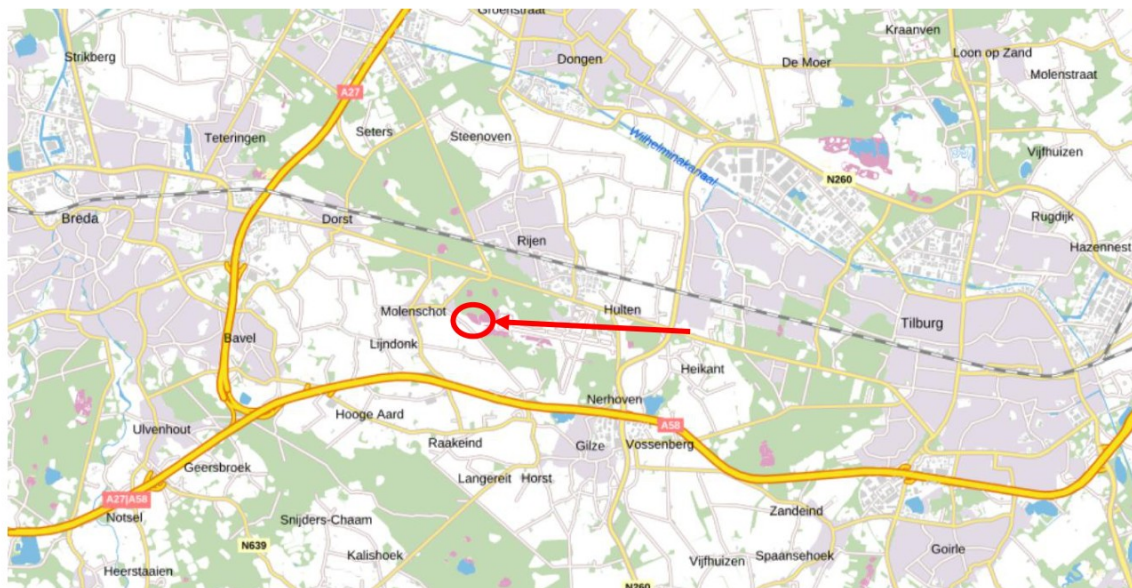 Groenstraat
Kraanven
Strikberg
Dongen
De Moer
Loon op Zand
Molenstraat
A27
Teteringen
Seters
Steenoven
Wilhelminakanaal
Vijfhuizen
N260
Breda
Dorst
Rijen
Rugdijk
Hazennest
Molenschot
Hulten
Tilburg
Bavel
Lijndonk
Heikant
Nerhoven
Hooge Aard
A58
Ulvenhout
Raakeind
Gilze
Vossenberg
Geersbroek
Langereit
Horst
A27|A58
Notsel
Snijders-Chaam
Zandeind
N639
Kalishoek
Vijfhuizen
Spaansehoek
Goirle
Heerstaaien
N260